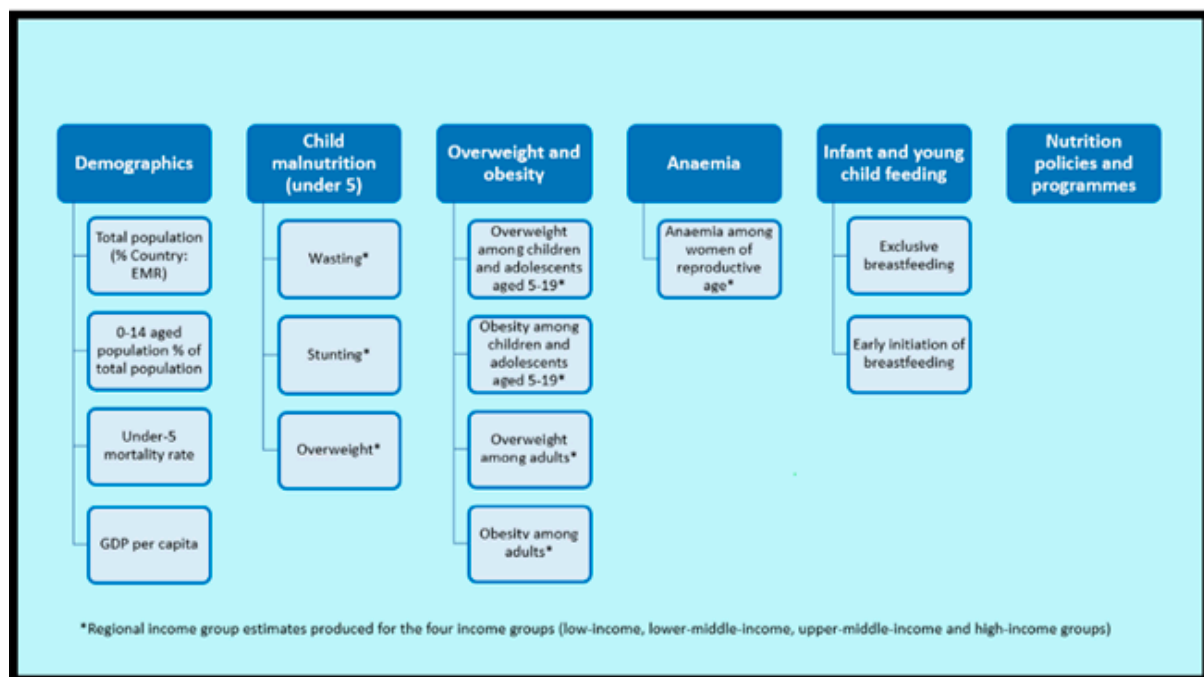 Demographics
Total population
(% Country:
EMR)
0-14 aged
population % of
total population
Under-5
mortality rate
GDP per capita
Child
malnutrition
(under 5)
Wasting*
Stunting*
Overweight*
Overweight and
obesity
Overweight
among children
and adolescents
aged 5-19*
Obesity among
children and
adolescents
aged 5-19*
Overweight
among adults*
Obesity among
adults*
Anaemia
Anaemia among
women of
reproductive
age*
Infant and young
child feeding
Exclusive
breastfeeding
Early initiation of
breastfeeding
Nutrition
policies and
programmes
*Regional income group estimates produced for the four income groups (low-income, lower-middle-income, upper-middle-income and high-income groups)